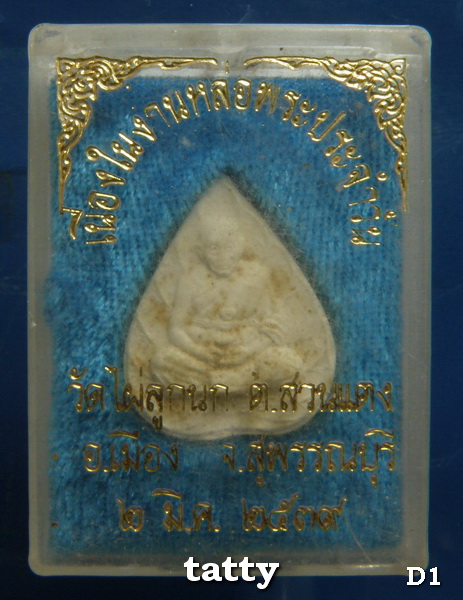 เนื่องในงานหล่อพระประจำวัน
วัดไผ่ลูกนก ต.สวนแตง
อ.เมือง จ.สุพรรณบุรี
๒ มี.ค. ๒๕๓๙
tatty
D1